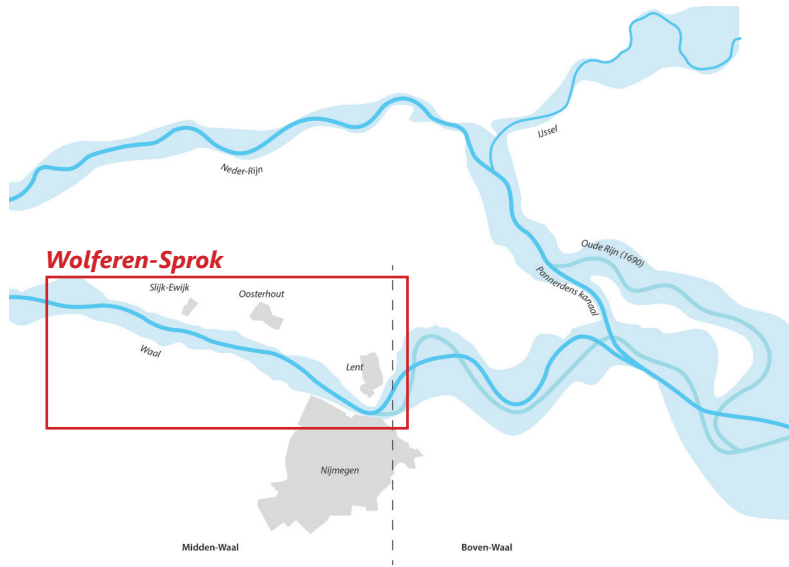 IJssel
Neder-Rijn
Oude Rijn (1690)
Wolferen-Sprok
Pannerdens kanaal
Slijk-Ewijk
Oosterhout
Waal
Lent
Nijmegen
Midden-Waal
Boven-Waal